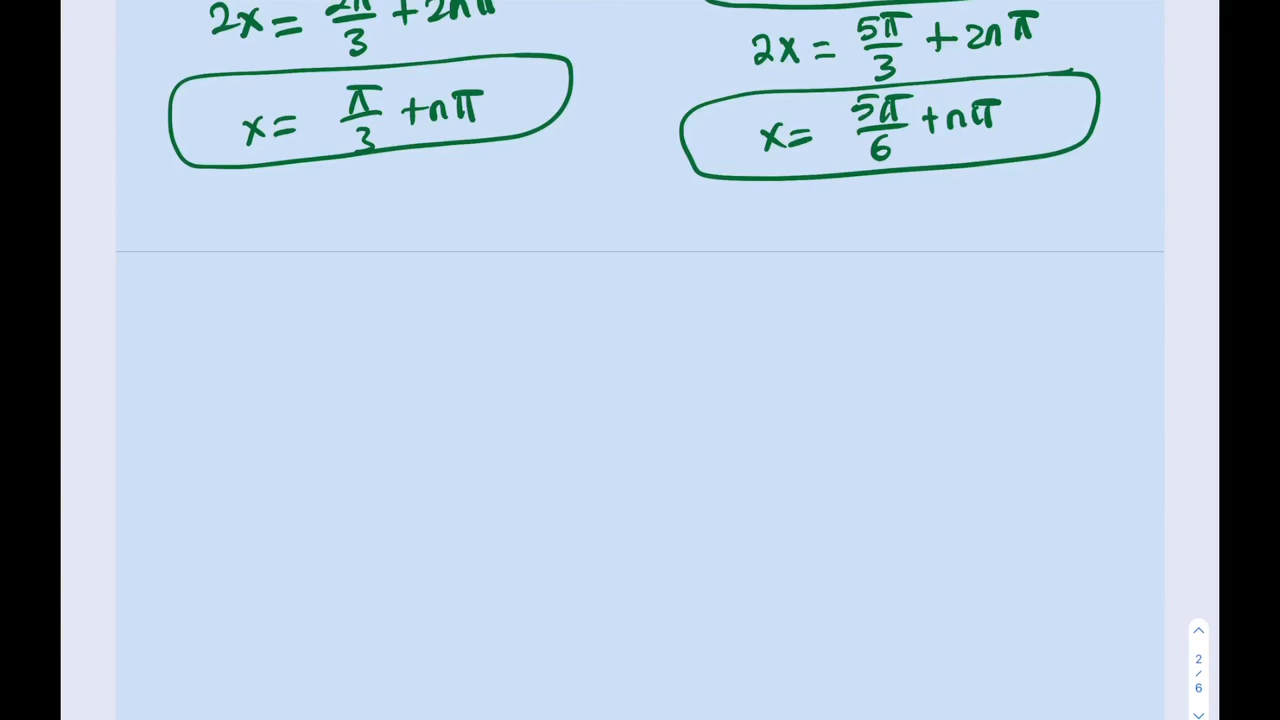 2x = 2π/3 + 2nπ
x = π/3 + nπ
2x = 5π/3 + 2nπ
x = 5π/6 + nπ
2
/
6